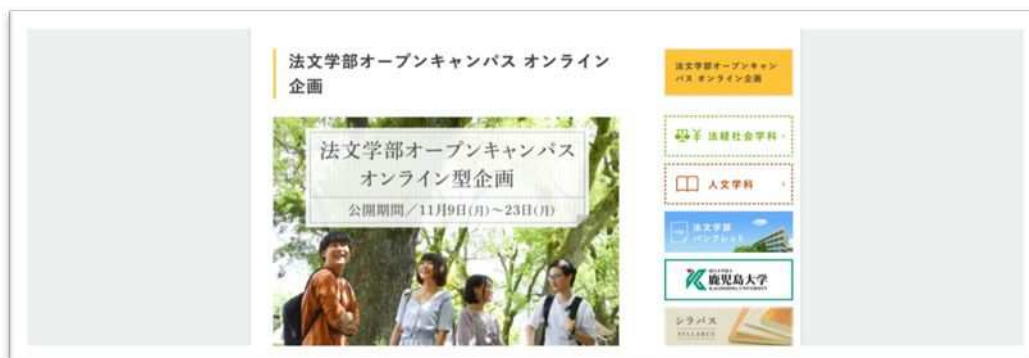 法文学部オープンキャンパス オンライン
企画
法文学部オープンキャンパス
オンライン型企画
公開期間／11月9日(月)～23日(月)
法文学部オープンキャン
パス オンライン企画
法経社会学科
人文学科
法文学部
パンフレット
鹿児島大学
KAGOSHIMA UNIVERSITY
シラバス
SYLLABUS